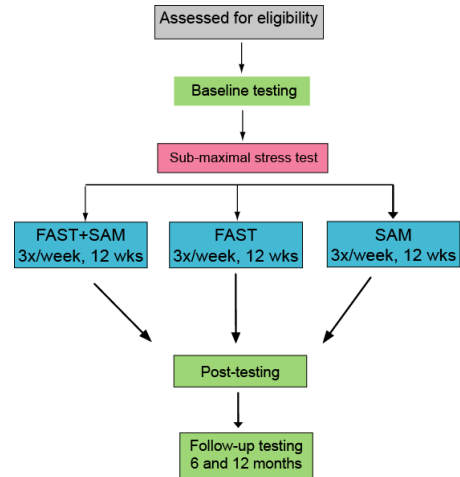 Assessed for eligibility
Baseline testing
Sub-maximal stress test
FAST+SAM
3x/week, 12 wks
FAST
3x/week, 12 wks
SAM
3x/week, 12 wks
Post-testing
Follow-up testing
6 and 12 months